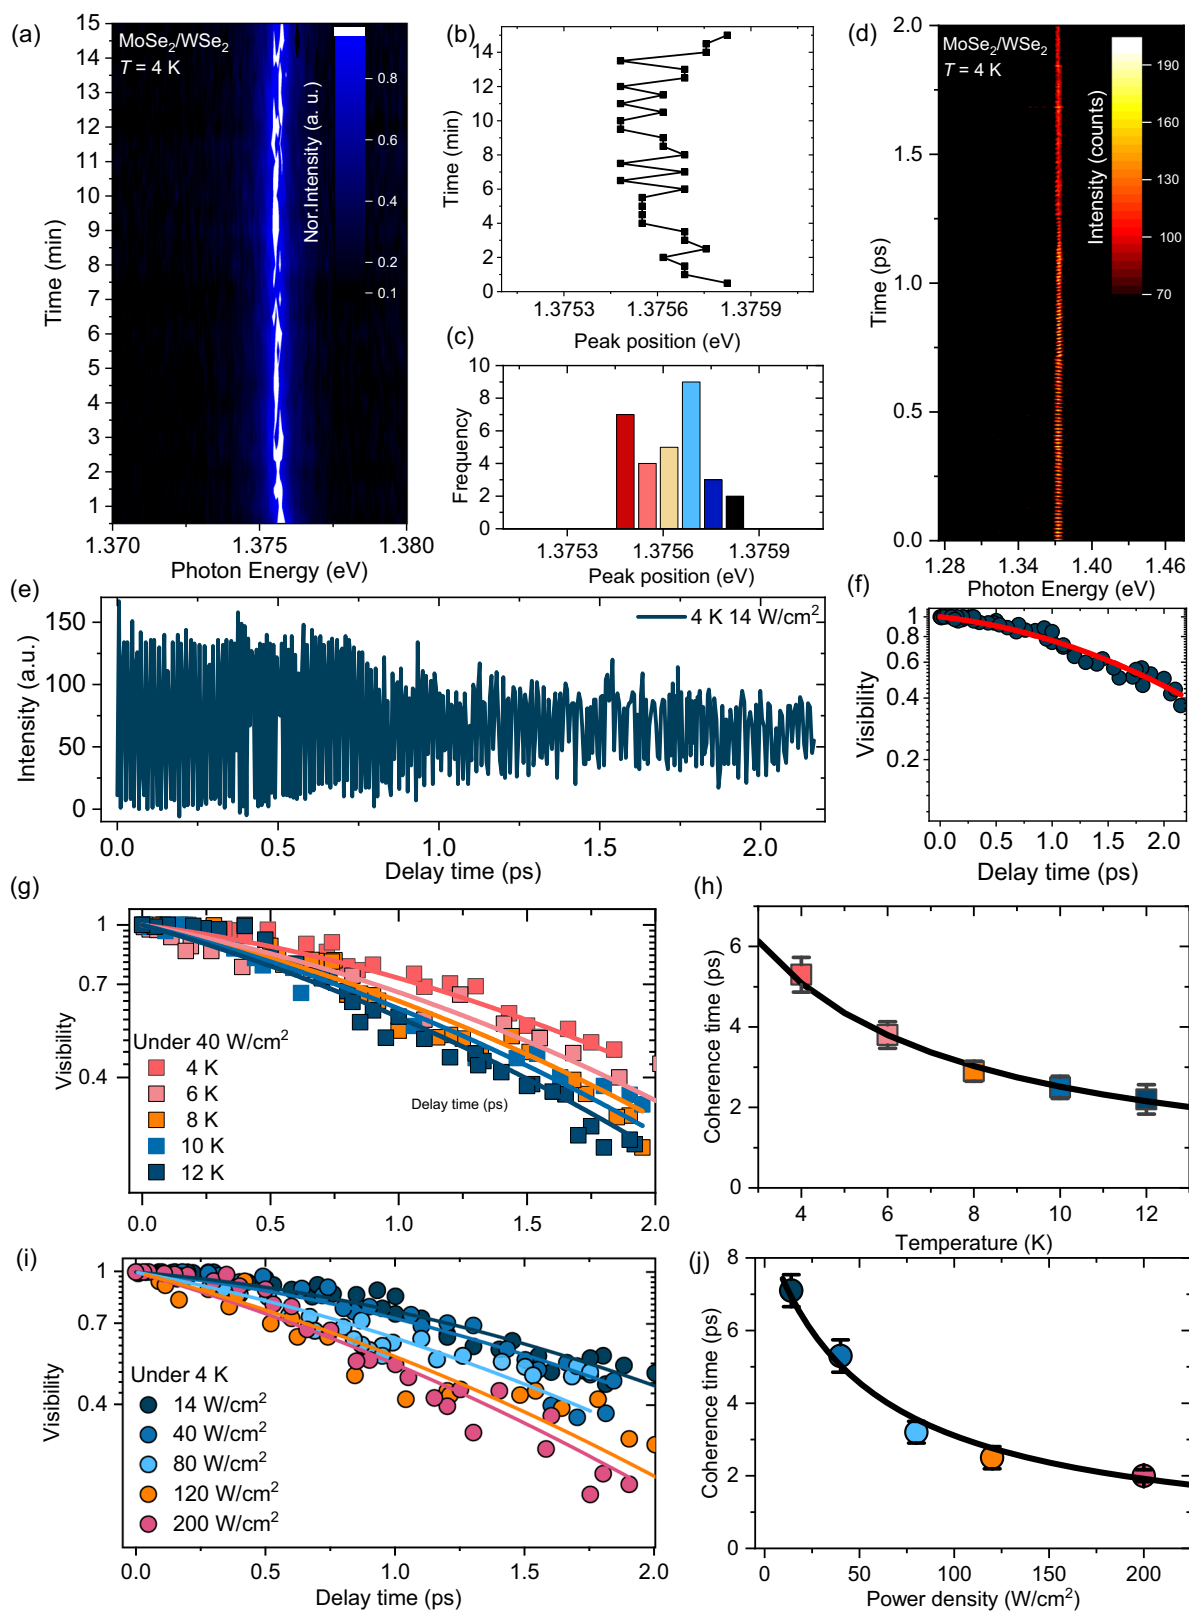 (a)
MoSe₂/WSe₂
T = 4 K
Nor.Intensity (a. u.)
0.8
0.4
0.2
0.1
15
14
13
12
11
10
9
8
7
6
5
4
3
2
1
Time (min)
1.370
1.375
1.380
Photon Energy (eV)
(b)
14
12
10
8
6
4
2
0
Time (min)
1.3753
1.3756
1.3759
Peak position (eV)
(c)
10
8
6
4
2
0
Frequency
1.3753
1.3756
1.3759
Peak position (eV)
(d)
MoSe₂/WSe₂
T = 4 K
Intensity (counts)
190
160
130
100
70
2.0
1.5
1.0
0.5
0.0
Time (ps)
1.28
1.34
1.40
1.46
Photon Energy (eV)
(e)
4 K 14 W/cm²
150
100
50
0
Intensity (a.u.)
0.0
0.5
1.0
1.5
2.0
Delay time (ps)
(f)
1
0.8
0.6
0.4
0.2
Visibility
0.0
0.5
1.0
1.5
2.0
Delay time (ps)
(g)
1
0.7
0.4
Visibility
Under 40 W/cm²
4 K
6 K
8 K
10 K
12 K
Delay time (ps)
0.0
0.5
1.0
1.5
2.0
(h)
6
4
2
0
Coherence time (ps)
4
6
8
10
12
Temperature (K)
(i)
1
0.7
0.4
Visibility
Under 4 K
14 W/cm²
40 W/cm²
80 W/cm²
120 W/cm²
200 W/cm²
0.0
0.5
1.0
1.5
2.0
Delay time (ps)
(j)
8
6
4
2
0
Coherence time (ps)
0
50
100
150
200
Power density (W/cm²)